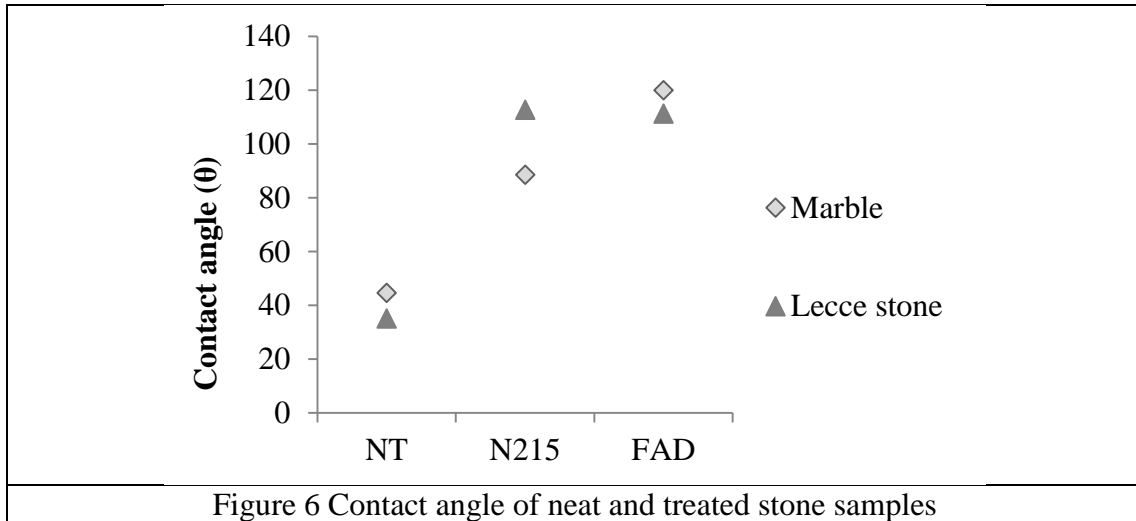 140
120
100
80
60
40
20
0
Contact angle (θ)
NT N215 FAD
Marble
Lecce stone
Figure 6 Contact angle of neat and treated stone samples